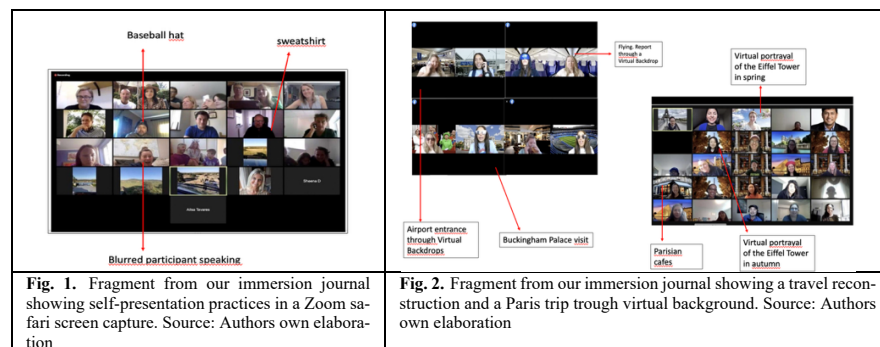 Baseball hat
sweatshirt
Blurred participant speaking
Fig. 1. Fragment from our immersion journal
showing self-presentation practices in a Zoom sa-
fari screen capture. Source: Authors own elabora-
tion
Flying. Report
through a
Virtual Backdrop
Virtual portrayal
of the Eiffel Tower
in spring
Airport entrance
through Virtual
Backdrops
Buckingham Palace visit
Parisian
cafes
Virtual portrayal
of the Eiffel Tower
in autumn
Fig. 2. Fragment from our immersion journal showing a travel recon-
struction and a Paris trip trough virtual background. Source: Authors
own elaboration